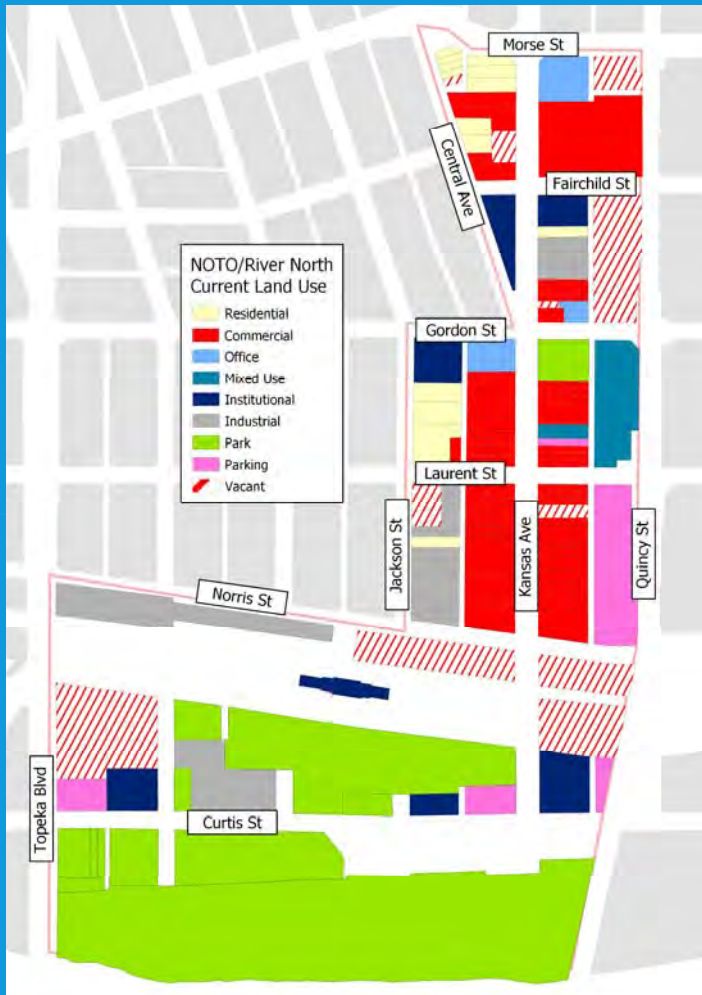 Morse St
Central Ave
Fairchild St
NOTO/River North
Current Land Use
Residential
Commercial
Office
Mixed Use
Institutional
Industrial
Park
Parking
Vacant
Gordon St
Laurent St
Jackson St
Kansas Ave
Quincy St
Norris St
Topeka Blvd
Curtis St